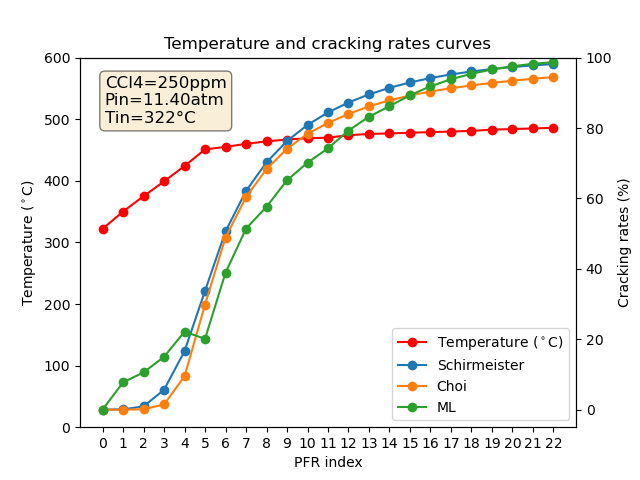 Temperature and cracking rates curves
CCl4=250ppm
Pin=11.40atm
Tin=322°C
600
500
400
300
200
100
0
Temperature (°C)
100
80
60
40
20
0
Cracking rates (%)
Temperature (°C)
Schirmeister
Choi
ML
0 1 2 3 4 5 6 7 8 9 10 11 12 13 14 15 16 17 18 19 20 21 22
PFR index